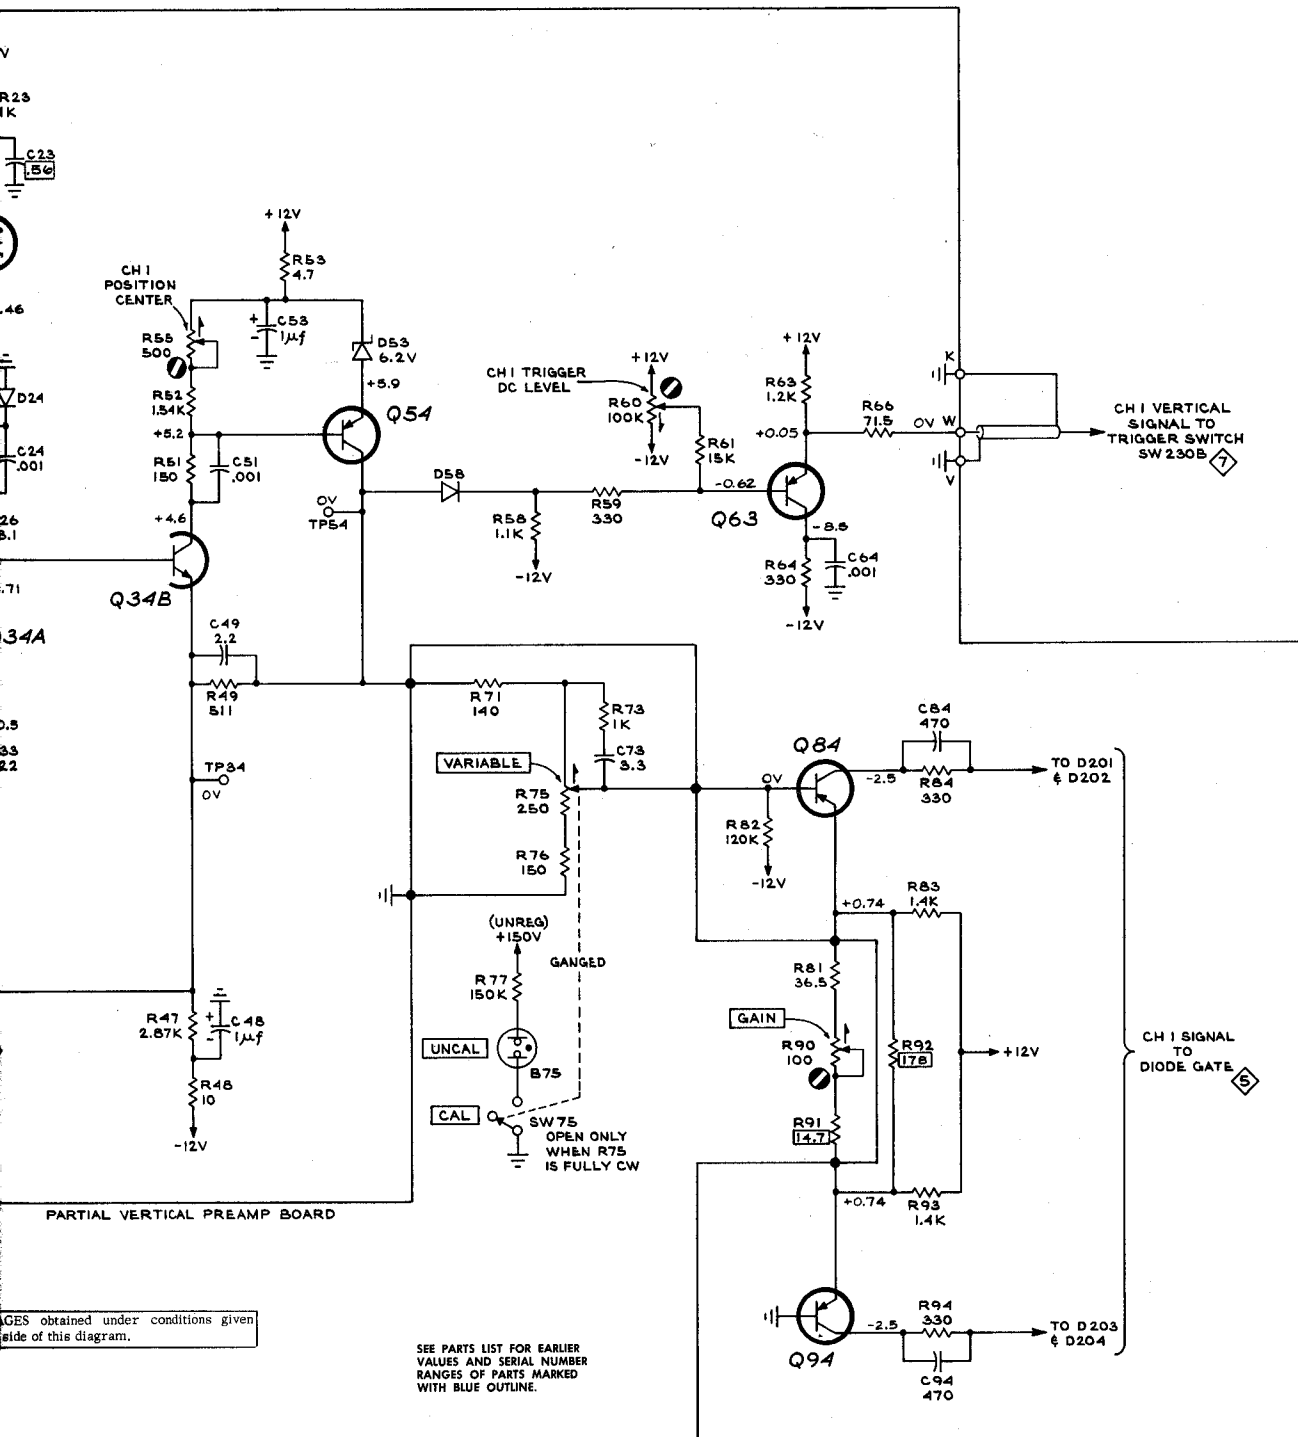 V
R23
1K
C23
.56
.46
D24
C24
.001
26
3.1
.71
34A
0.5
33
22
+12V
R53
4.7
CH 1
POSITION
CENTER
R55
500
C53
1µf
D53
6.2V
+5.9
R52
1.54K
+5.2
Q54
R51
150
C51
.001
+4.6
0V
TP54
Q34B
C49
2.2
R49
511
TP34
0V
R47
2.87K
C48
1µf
R48
10
-12V
D58
R58
1.1K
-12V
R59
330
CH 1 TRIGGER
DC LEVEL
+12V
R60
100K
-12V
R61
15K
-0.62
Q63
+12V
R63
1.2K
+0.05
R66
71.5
0V W
K
V
-8.5
R64
330
C64
.001
-12V
CH 1 VERTICAL
SIGNAL TO
TRIGGER SWITCH
SW230B 7
R71
140
R73
1K
C73
3.3
VARIABLE
R75
250
R76
150
(UNREG)
+150V
GANGED
R77
150K
UNCAL
B75
CAL
SW75
OPEN ONLY
WHEN R75
IS FULLY CW
0V
R82
120K
-12V
Q84
-2.5
C84
470
R84
330
TO D201
& D202
+0.74
R83
1.4K
R81
36.5
GAIN
R90
100
R92
178
+12V
R91
14.7
+0.74
R93
1.4K
CH 1 SIGNAL
TO
DIODE GATE 5
Q94
-2.5
R94
330
C94
470
TO D203
& D204
PARTIAL VERTICAL PREAMP BOARD
AGES obtained under conditions given
side of this diagram.
SEE PARTS LIST FOR EARLIER
VALUES AND SERIAL NUMBER
RANGES OF PARTS MARKED
WITH BLUE OUTLINE.